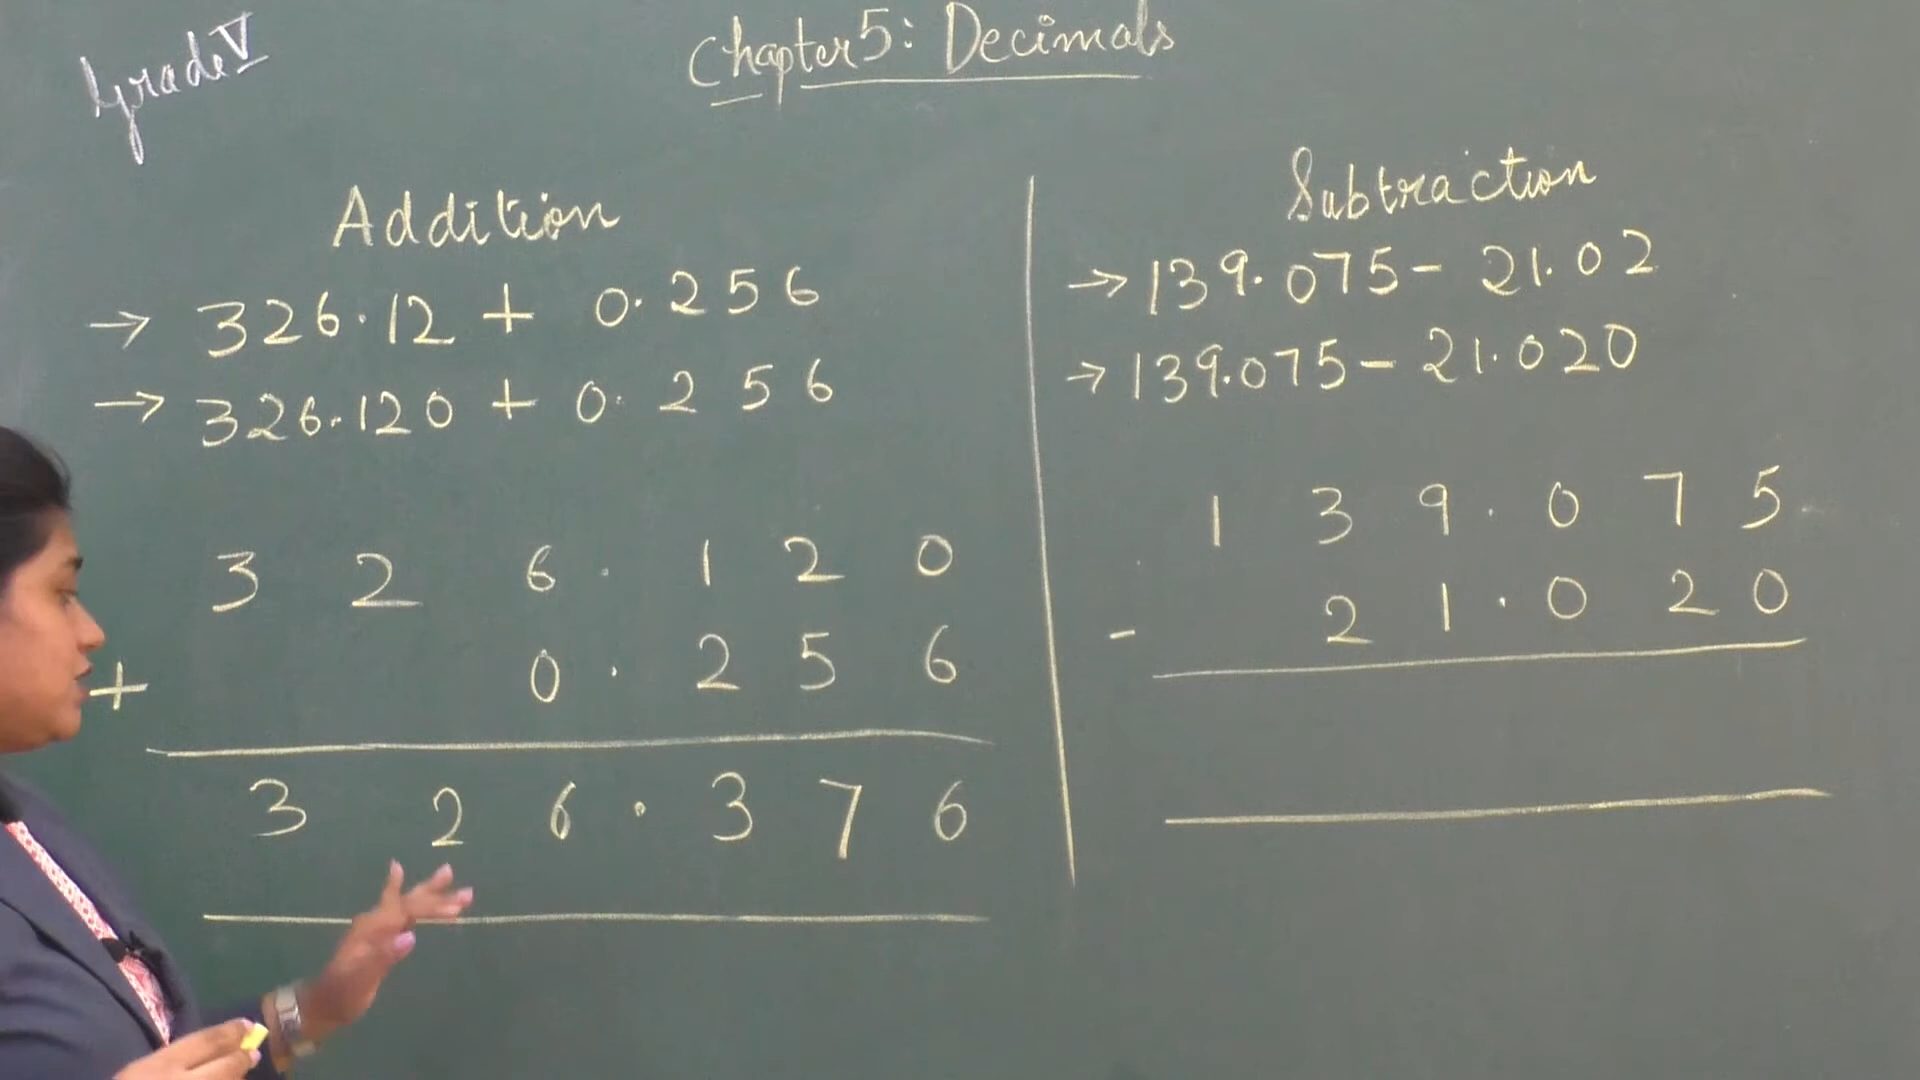 Grade V
Chapter 5: Decimals
Addition
→ 326.12 + 0.256
→ 326.120 + 0.256
3 2 6 . 1 2 0
+ 0 . 2 5 6
3 2 6 . 3 7 6
Subtraction
→ 139.075 - 21.02
→ 139.075 - 21.020
1 3 9 . 0 7 5
- 2 1 . 0 2 0